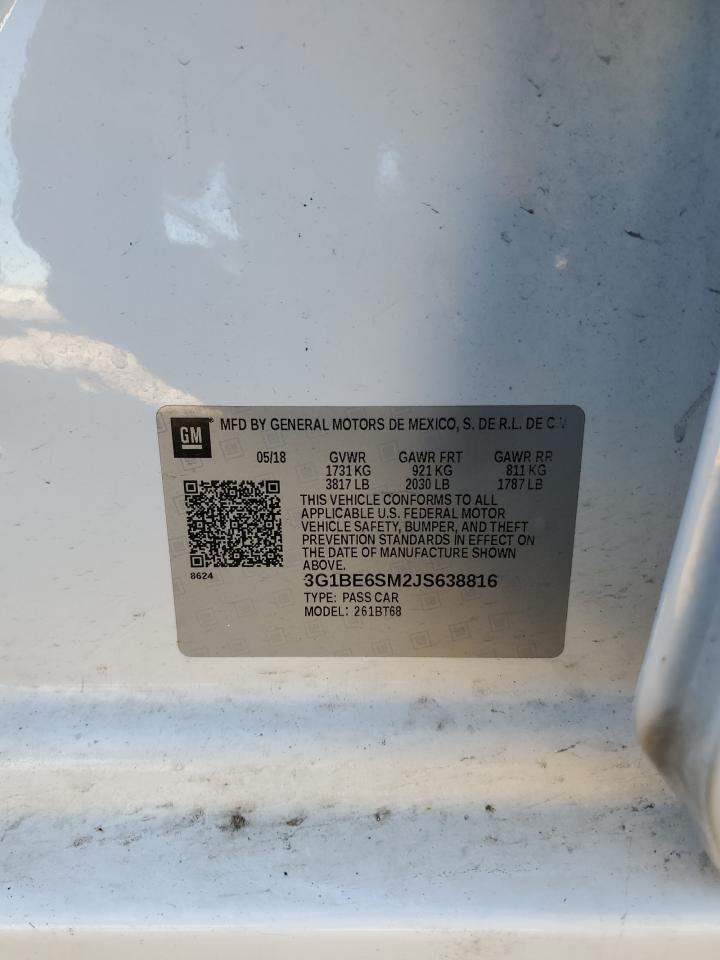 GM
MFD BY GENERAL MOTORS DE MEXICO, S. DE R.L. DE C.V
05/18 GVWR GAWR FRT GAWR RR
1731 KG 921 KG 811 KG
3817 LB 2030 LB 1787 LB
THIS VEHICLE CONFORMS TO ALL
APPLICABLE U.S. FEDERAL MOTOR
VEHICLE SAFETY, BUMPER, AND THEFT
PREVENTION STANDARDS IN EFFECT ON
THE DATE OF MANUFACTURE SHOWN
ABOVE.
8624
3G1BE6SM2JS638816
TYPE: PASS CAR
MODEL: 261BT68